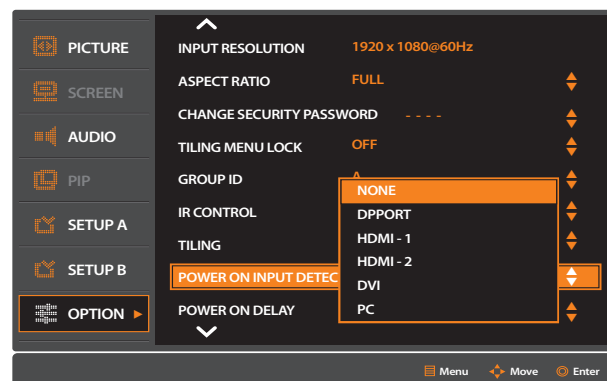 PICTURE
SCREEN
AUDIO
PIP
SETUP A
SETUP B
OPTION
INPUT RESOLUTION 1920 x 1080@60Hz
ASPECT RATIO FULL
CHANGE SECURITY PASSWORD - - - -
TILING MENU LOCK OFF
GROUP ID
IR CONTROL
TILING
POWER ON INPUT DETEC
POWER ON DELAY
NONE
DPPORT
HDMI - 1
HDMI - 2
DVI
PC
Menu Move Enter